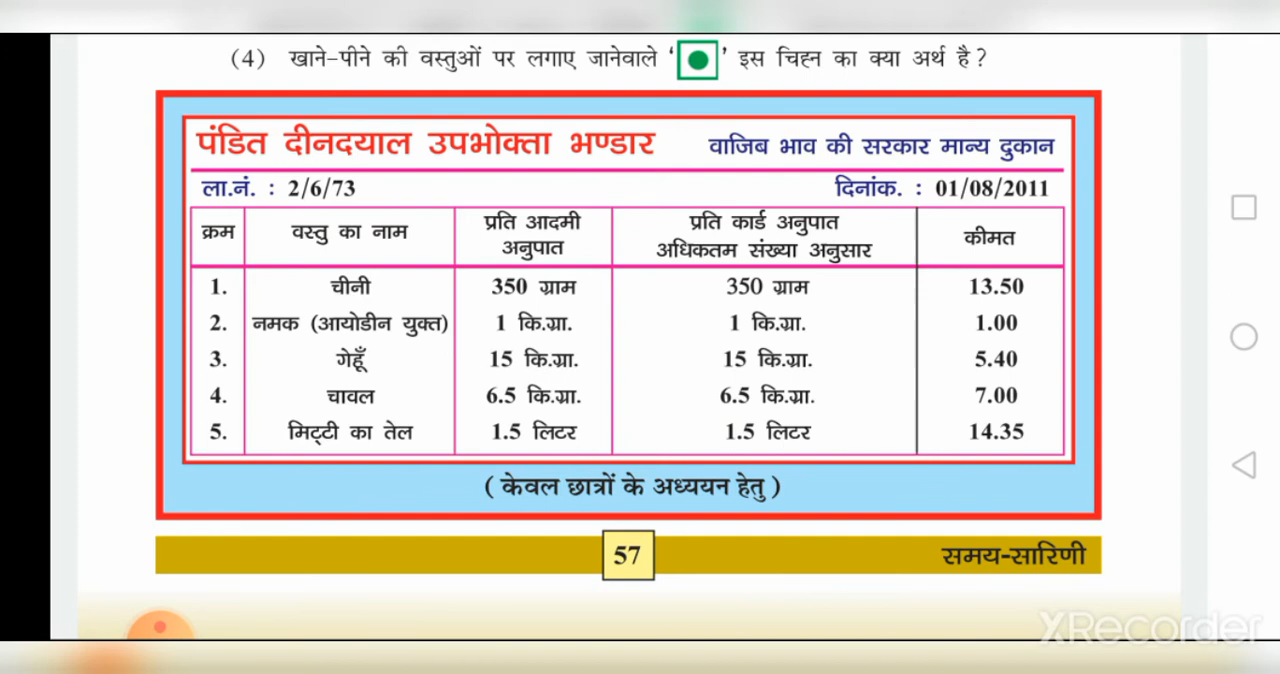 (4) खाने-पीने की वस्तुओं पर लगाए जानेवाले ‘ ’ इस चिह्न का क्या अर्थ है ?
पंडित दीनदयाल उपभोक्ता भण्डार वाजिब भाव की सरकार मान्य दुकान
ला.नं. : 2/6/73 दिनांक. : 01/08/2011
क्रम वस्तु का नाम प्रति आदमी अनुपात प्रति कार्ड अनुपात अधिकतम संख्या अनुसार कीमत
1. चीनी 350 ग्राम 350 ग्राम 13.50
2. नमक (आयोडीन युक्त) 1 कि.ग्रा. 1 कि.ग्रा. 1.00
3. गेहूँ 15 कि.ग्रा. 15 कि.ग्रा. 5.40
4. चावल 6.5 कि.ग्रा. 6.5 कि.ग्रा. 7.00
5. मिट्टी का तेल 1.5 लिटर 1.5 लिटर 14.35
( केवल छात्रों के अध्ययन हेतु )
57 समय-सारिणी
XRecorder